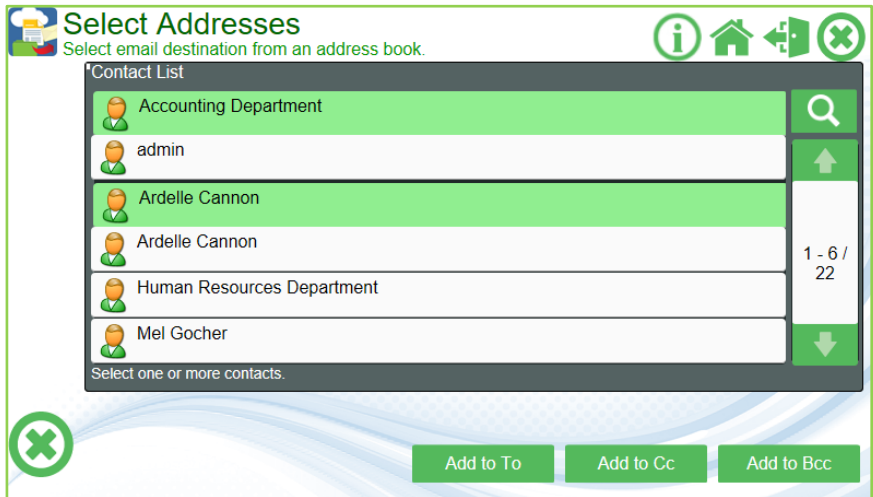 Select Addresses
Select email destination from an address book.
Contact List
Accounting Department
admin
Ardelle Cannon
Ardelle Cannon
Human Resources Department
Mel Gocher
1 - 6 /
22
Select one or more contacts.
Add to To
Add to Cc
Add to Bcc